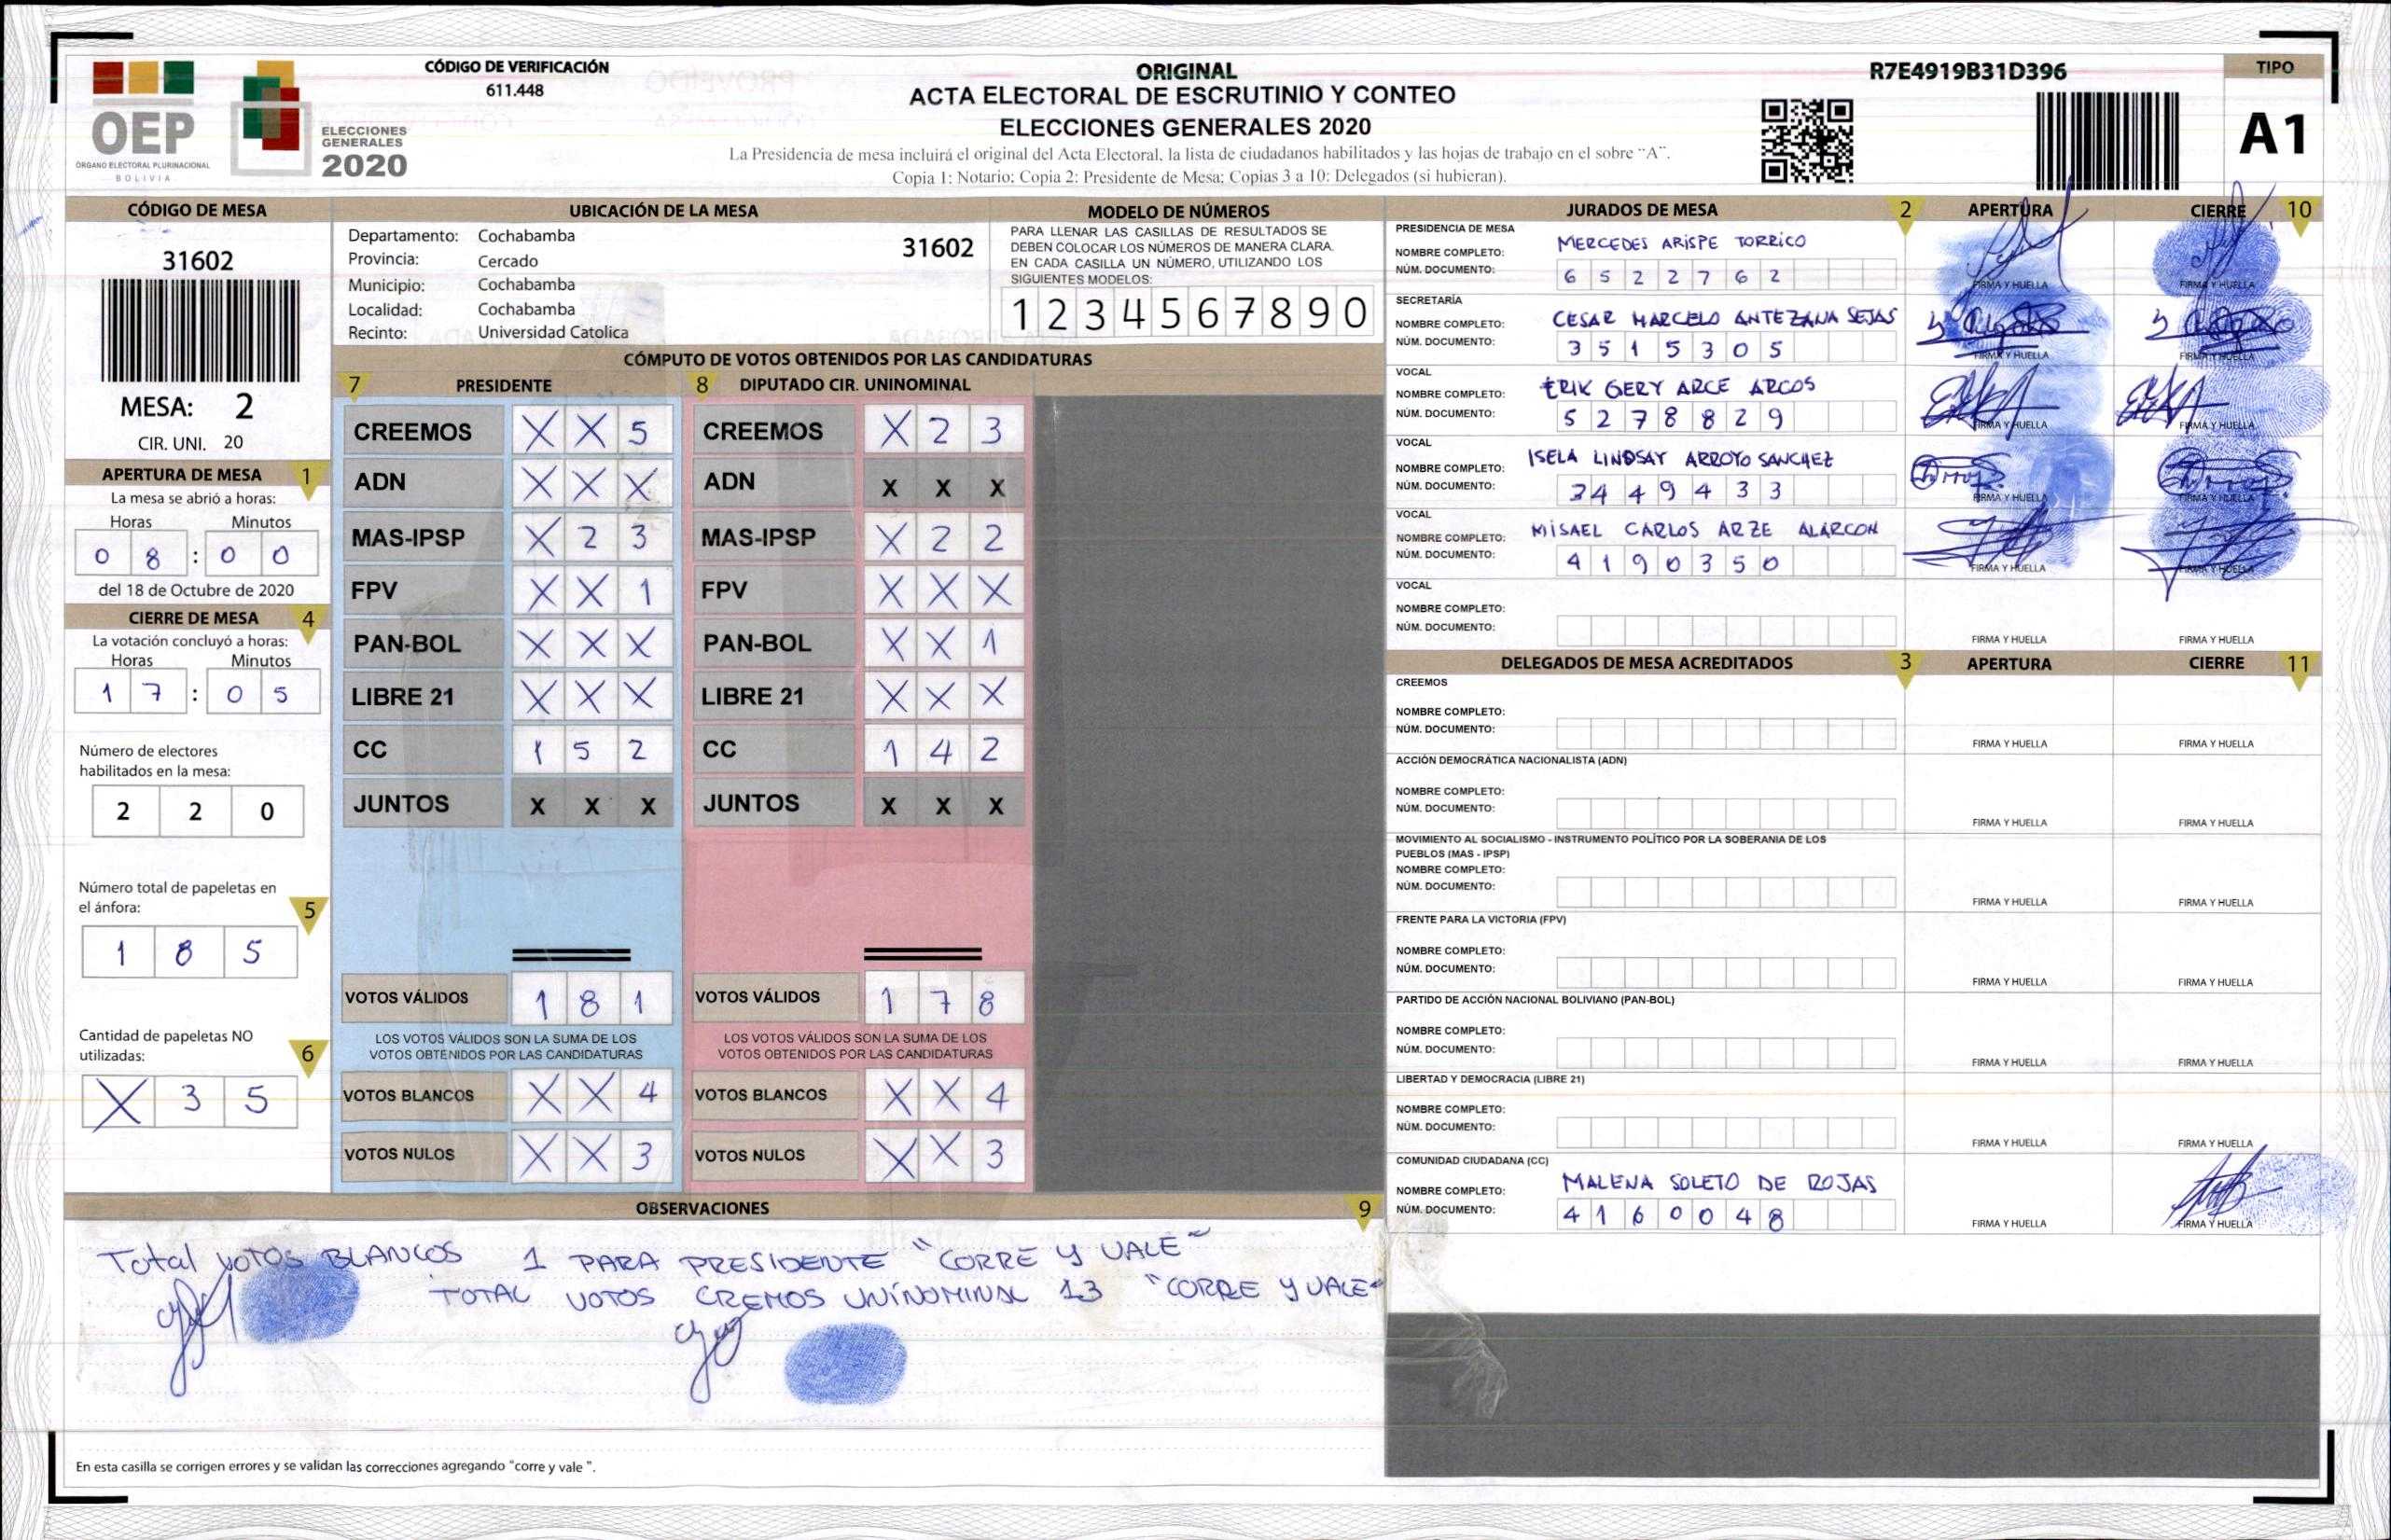 OEP
ÓRGANO ELECTORAL PLURINACIONAL
BOLIVIA
ELECCIONES
GENERALES
2020
CÓDIGO DE VERIFICACIÓN
611.448
ORIGINAL
ACTA ELECTORAL DE ESCRUTINIO Y CONTEO
ELECCIONES GENERALES 2020
La Presidencia de mesa incluirá el original del Acta Electoral, la lista de ciudadanos habilitados y las hojas de trabajo en el sobre "A".
Copia 1: Notario; Copia 2: Presidente de Mesa; Copias 3 a 10: Delegados (si hubieran).
R7E4919B31D396
TIPO
A1
CÓDIGO DE MESA
31602
MESA: 2
CIR. UNI. 20
APERTURA DE MESA 1
La mesa se abrió a horas:
Horas Minutos
0 8 : 0 0
del 18 de Octubre de 2020
CIERRE DE MESA 4
La votación concluyó a horas:
Horas Minutos
1 7 : 0 5
Número de electores
habilitados en la mesa:
2 2 0
Número total de papeletas en
el ánfora: 5
1 8 5
Cantidad de papeletas NO
utilizadas: 6
X 3 5
UBICACIÓN DE LA MESA
Departamento: Cochabamba 31602
Provincia: Cercado
Municipio: Cochabamba
Localidad: Cochabamba
Recinto: Universidad Catolica
MODELO DE NÚMEROS
PARA LLENAR LAS CASILLAS DE RESULTADOS SE
DEBEN COLOCAR LOS NÚMEROS DE MANERA CLARA.
EN CADA CASILLA UN NÚMERO, UTILIZANDO LOS
SIGUIENTES MODELOS:
1 2 3 4 5 6 7 8 9 0
CÓMPUTO DE VOTOS OBTENIDOS POR LAS CANDIDATURAS
7 PRESIDENTE
CREEMOS X X 5
ADN X X X
MAS-IPSP X 2 3
FPV X X 1
PAN-BOL X X X
LIBRE 21 X X X
CC 1 5 2
JUNTOS X X X
VOTOS VÁLIDOS 1 8 1
LOS VOTOS VÁLIDOS SON LA SUMA DE LOS
VOTOS OBTENIDOS POR LAS CANDIDATURAS
VOTOS BLANCOS X X 4
VOTOS NULOS X X 3
8 DIPUTADO CIR. UNINOMINAL
CREEMOS X 2 3
ADN X X X
MAS-IPSP X 2 2
FPV X X X
PAN-BOL X X 1
LIBRE 21 X X X
CC 1 4 2
JUNTOS X X X
VOTOS VÁLIDOS 1 7 8
LOS VOTOS VÁLIDOS SON LA SUMA DE LOS
VOTOS OBTENIDOS POR LAS CANDIDATURAS
VOTOS BLANCOS X X 4
VOTOS NULOS X X 3
JURADOS DE MESA 2 APERTURA CIERRE 10
PRESIDENCIA DE MESA
NOMBRE COMPLETO: MERCEDES ARISPE TORRICO
NÚM. DOCUMENTO: 6 5 2 2 7 6 2
FIRMA Y HUELLA FIRMA Y HUELLA
SECRETARÍA
NOMBRE COMPLETO: CESAR MARCELO ANTEZANA SEJAS
NÚM. DOCUMENTO: 3 5 1 5 3 0 5
FIRMA Y HUELLA FIRMA Y HUELLA
VOCAL
NOMBRE COMPLETO: ERIK GERY ARCE ARCOS
NÚM. DOCUMENTO: 5 2 7 8 8 2 9
FIRMA Y HUELLA FIRMA Y HUELLA
VOCAL
NOMBRE COMPLETO: ISELA LINDSAY ARROYO SANCHEZ
NÚM. DOCUMENTO: 3 4 4 9 4 3 3
FIRMA Y HUELLA FIRMA Y HUELLA
VOCAL
NOMBRE COMPLETO: MISAEL CARLOS ARZE ALARCON
NÚM. DOCUMENTO: 4 1 9 0 3 5 0
FIRMA Y HUELLA FIRMA Y HUELLA
VOCAL
NOMBRE COMPLETO:
NÚM. DOCUMENTO:
FIRMA Y HUELLA FIRMA Y HUELLA
DELEGADOS DE MESA ACREDITADOS 3 APERTURA CIERRE 11
CREEMOS
NOMBRE COMPLETO:
NÚM. DOCUMENTO:
FIRMA Y HUELLA FIRMA Y HUELLA
ACCIÓN DEMOCRÁTICA NACIONALISTA (ADN)
NOMBRE COMPLETO:
NÚM. DOCUMENTO:
FIRMA Y HUELLA FIRMA Y HUELLA
MOVIMIENTO AL SOCIALISMO - INSTRUMENTO POLÍTICO POR LA SOBERANIA DE LOS
PUEBLOS (MAS - IPSP)
NOMBRE COMPLETO:
NÚM. DOCUMENTO:
FIRMA Y HUELLA FIRMA Y HUELLA
FRENTE PARA LA VICTORIA (FPV)
NOMBRE COMPLETO:
NÚM. DOCUMENTO:
FIRMA Y HUELLA FIRMA Y HUELLA
PARTIDO DE ACCIÓN NACIONAL BOLIVIANO (PAN-BOL)
NOMBRE COMPLETO:
NÚM. DOCUMENTO:
FIRMA Y HUELLA FIRMA Y HUELLA
LIBERTAD Y DEMOCRACIA (LIBRE 21)
NOMBRE COMPLETO:
NÚM. DOCUMENTO:
FIRMA Y HUELLA FIRMA Y HUELLA
COMUNIDAD CIUDADANA (CC)
NOMBRE COMPLETO: MALENA SOLETO DE ROJAS
NÚM. DOCUMENTO: 4 1 6 0 0 4 8
FIRMA Y HUELLA FIRMA Y HUELLA
OBSERVACIONES 9
Total VOTOS BLANCOS 1 PARA PRESIDENTE "CORRE Y VALE"
TOTAL VOTOS CREMOS UNINOMINAL 13 "CORRE Y VALE"
En esta casilla se corrigen errores y se validan las correcciones agregando "corre y vale ".